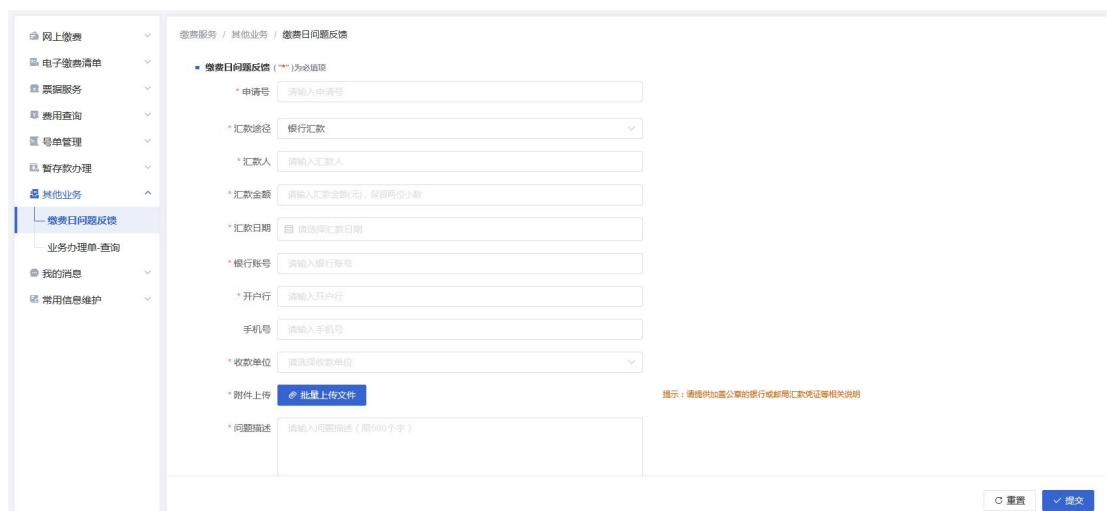 网上缴费
电子缴费清单
票据服务
费用查询
号单管理
暂存款办理
其他业务
缴费日问题反馈
业务办理单-查询
我的消息
常用信息维护
缴费服务 / 其他业务 / 缴费日问题反馈
缴费日问题反馈 ("*")为必填项
* 申请号 请输入申请号
* 汇款途径 银行汇款
* 汇款人 请输入汇款人
* 汇款金额 请输入汇款金额(元)，保留两位小数
* 汇款日期 请选择汇款日期
* 银行账号 请输入银行账号
* 开户行 请输入开户行
手机号 请输入手机号
* 收款单位 请选择收款单位
* 附件上传 批量上传文件 提示：请提供加盖公章的银行或邮局汇款凭证等相关说明
* 问题描述 请输入问题描述（限500个字）
重置 提交